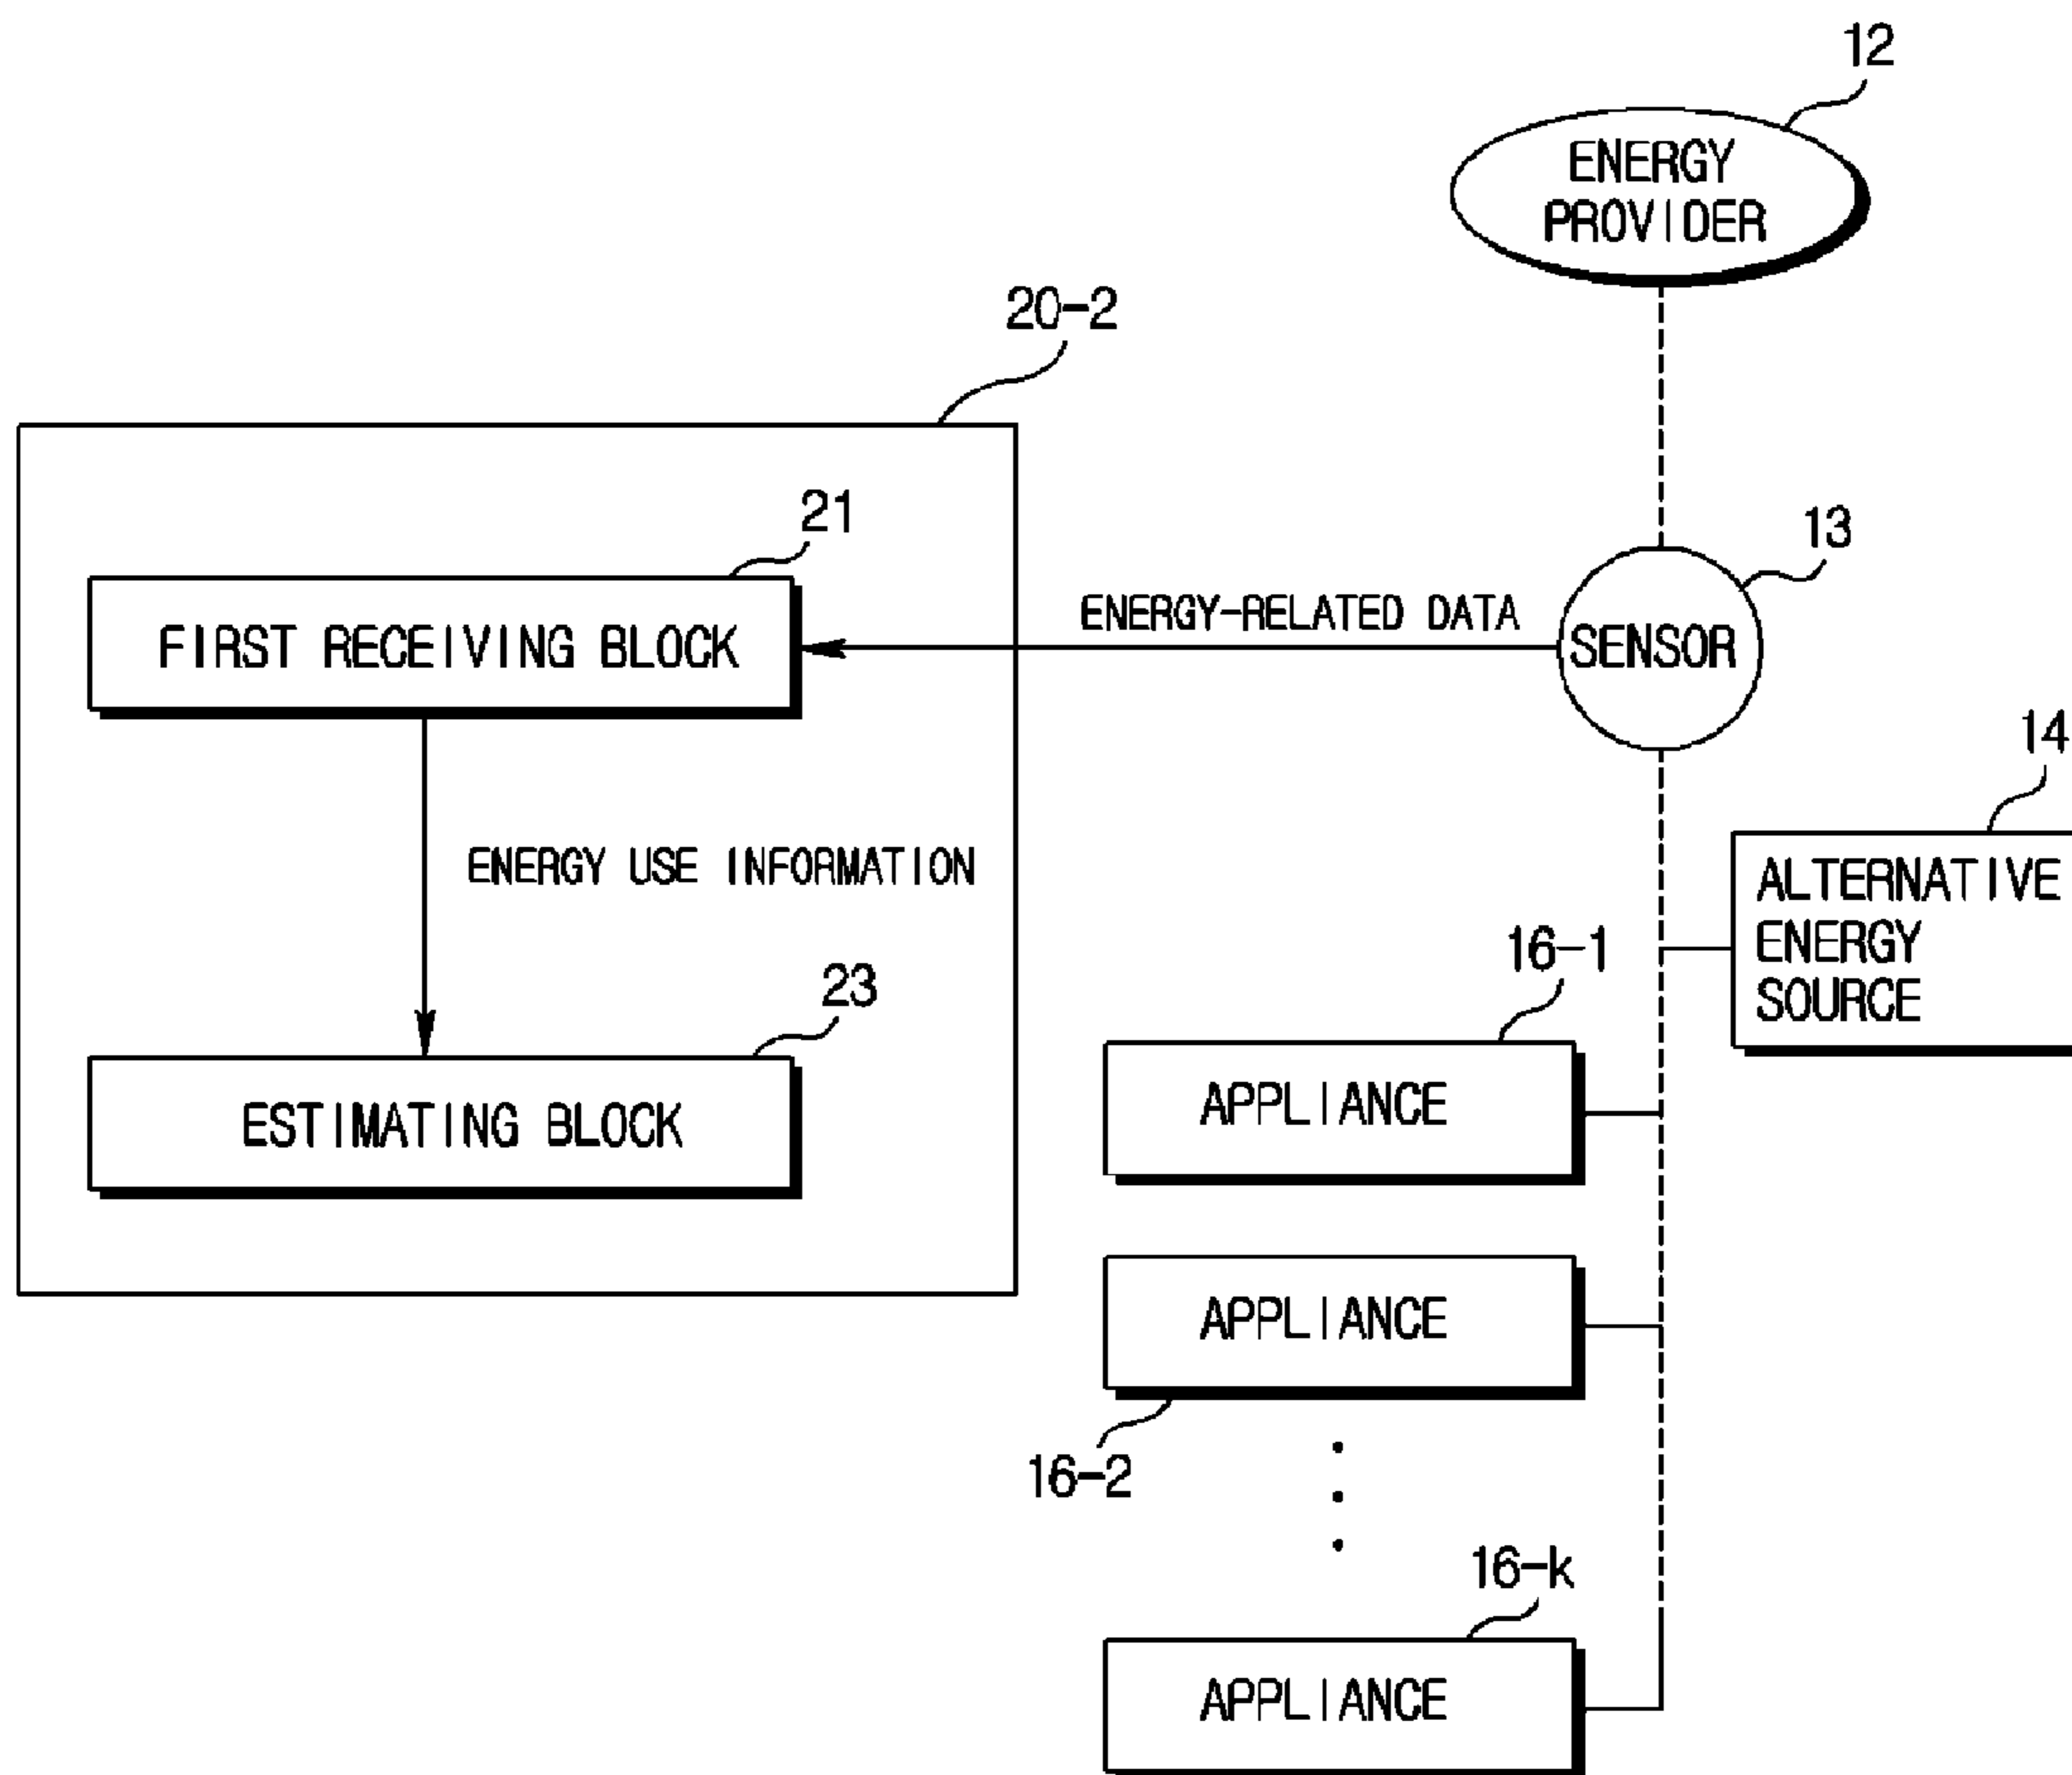 12
ENERGY
PROVIDER
20-2
21
13
FIRST RECEIVING BLOCK
ENERGY-RELATED DATA
SENSOR
14
ENERGY USE INFORMATION
ALTERNATIVE
ENERGY
SOURCE
16-1
23
APPLIANCE
ESTIMATING BLOCK
APPLIANCE
16-2
16-k
APPLIANCE